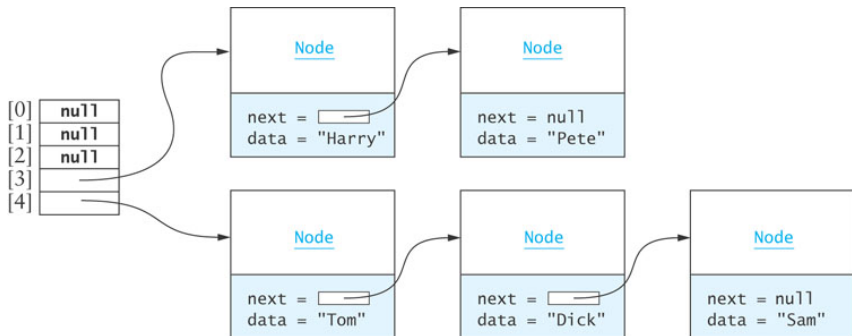 Node
Node
next =
data = "Harry"
next = null
data = "Pete"
[0] null
[1] null
[2] null
[3]
[4]
Node
Node
Node
next =
data = "Tom"
next =
data = "Dick"
next = null
data = "Sam"